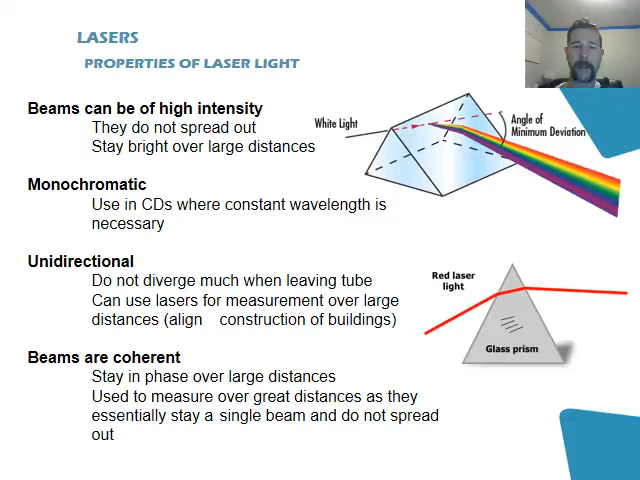 LASERS
PROPERTIES OF LASER LIGHT
Beams can be of high intensity
They do not spread out
Stay bright over large distances
Monochromatic
Use in CDs where constant wavelength is
necessary
Unidirectional
Do not diverge much when leaving tube
Can use lasers for measurement over large
distances (align construction of buildings)
Beams are coherent
Stay in phase over large distances
Used to measure over great distances as they
essentially stay a single beam and do not spread
out
White Light
Angle of
Minimum Deviation
Red laser
light
Glass prism